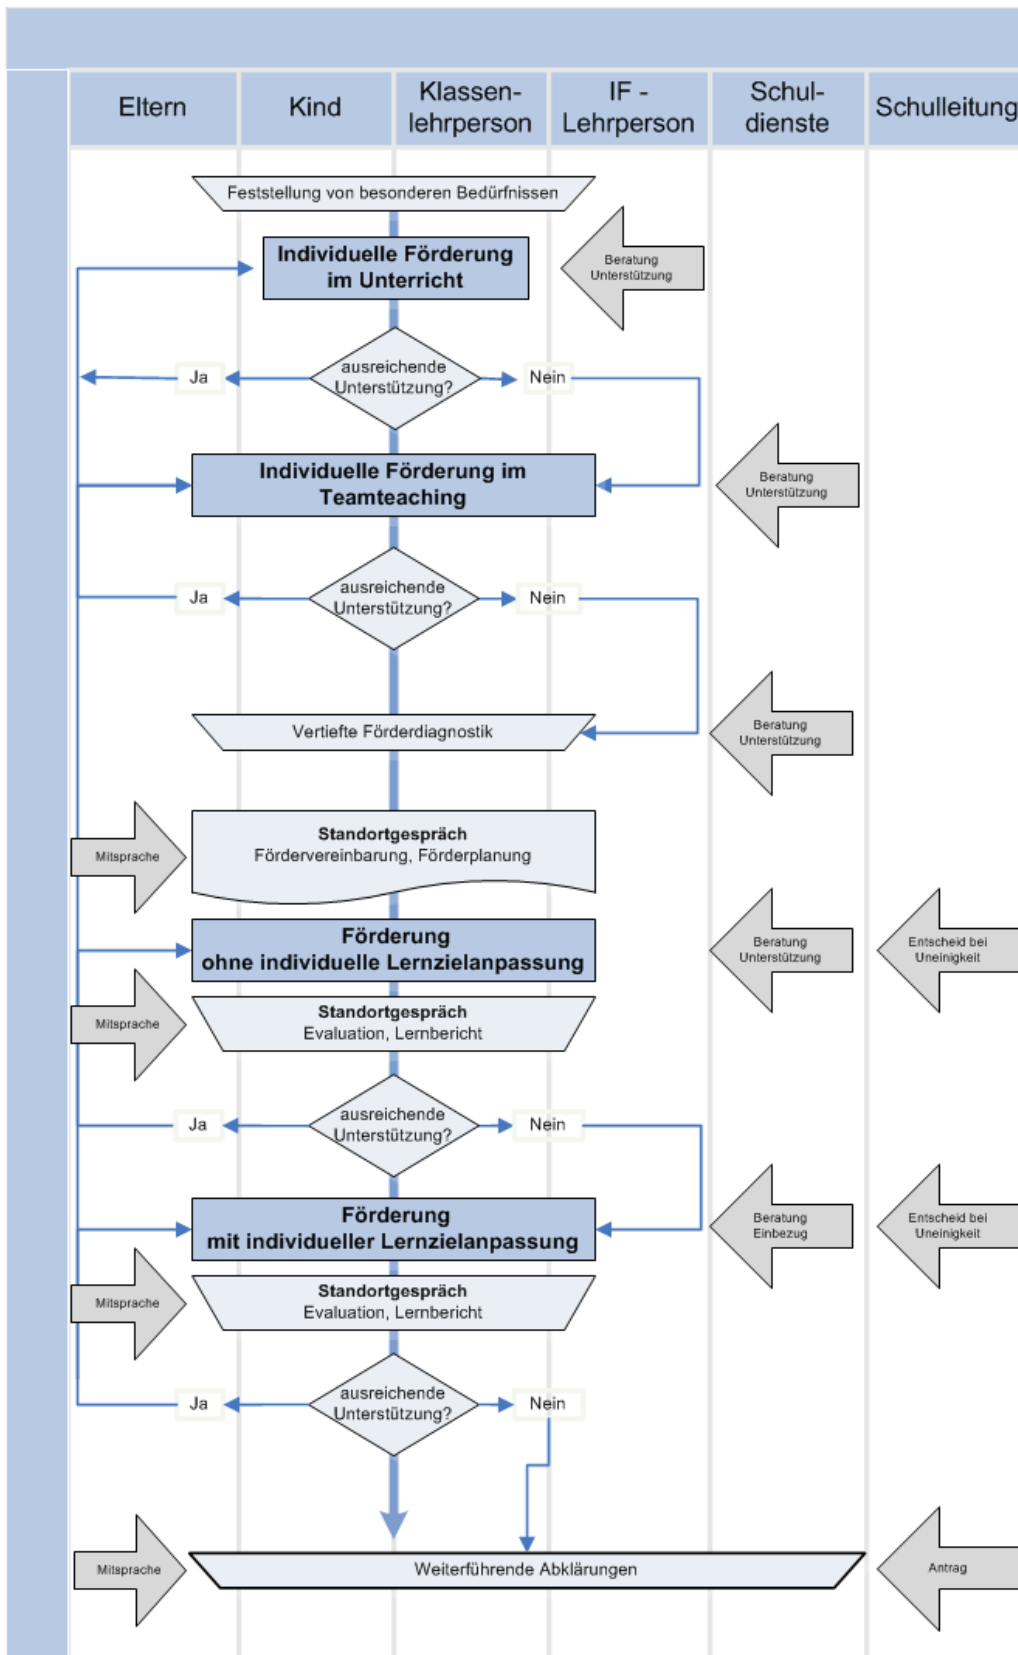 Eltern
Kind
Klassen-
lehrperson
IF -
Lehrperson
Schul-
dienste
Schulleitung
Feststellung von besonderen Bedürfnissen
Individuelle Förderung
im Unterricht
Beratung
Unterstützung
ausreichende
Unterstützung?
Ja
Nein
Individuelle Förderung im
Teamteaching
Beratung
Unterstützung
ausreichende
Unterstützung?
Ja
Nein
Vertiefte Förderdiagnostik
Beratung
Unterstützung
Mitsprache
Standortgespräch
Fördervereinbarung, Förderplanung
Förderung
ohne individuelle Lernzielanpassung
Beratung
Unterstützung
Entscheid bei
Uneinigkeit
Mitsprache
Standortgespräch
Evaluation, Lernbericht
ausreichende
Unterstützung?
Ja
Nein
Förderung
mit individueller Lernzielanpassung
Beratung
Einbezug
Entscheid bei
Uneinigkeit
Mitsprache
Standortgespräch
Evaluation, Lernbericht
ausreichende
Unterstützung?
Ja
Nein
Mitsprache
Weiterführende Abklärungen
Antrag